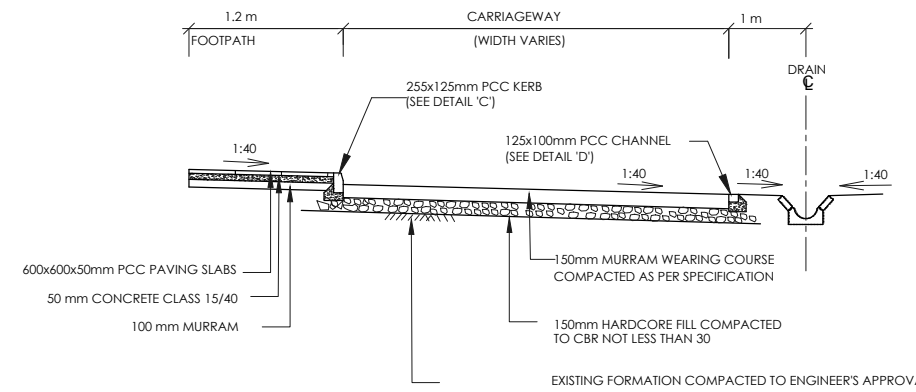 1.2 m
CARRIAGEWAY
1 m
FOOTPATH
(WIDTH VARIES)
DRAIN
℄
255x125mm PCC KERB
(SEE DETAIL 'C')
125x100mm PCC CHANNEL
(SEE DETAIL 'D')
1:40
1:40
1:40
1:40
600x600x50mm PCC PAVING SLABS
50 mm CONCRETE CLASS 15/40
100 mm MURRAM
150mm MURRAM WEARING COURSE
COMPACTED AS PER SPECIFICATION
150mm HARDCORE FILL COMPACTED
TO CBR NOT LESS THAN 30
EXISTING FORMATION COMPACTED TO ENGINEER'S APPROVA